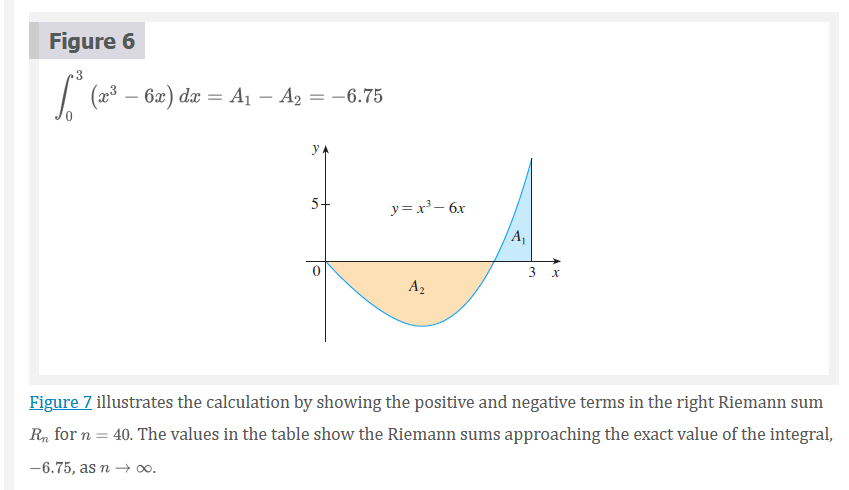 Figure 6
∫₀³ (x³ − 6x) dx = A₁ − A₂ = −6.75
y
5
y = x³ − 6x
A₁
0
3 x
A₂
Figure 7 illustrates the calculation by showing the positive and negative terms in the right Riemann sum
Rₙ for n = 40. The values in the table show the Riemann sums approaching the exact value of the integral,
−6.75, as n → ∞.